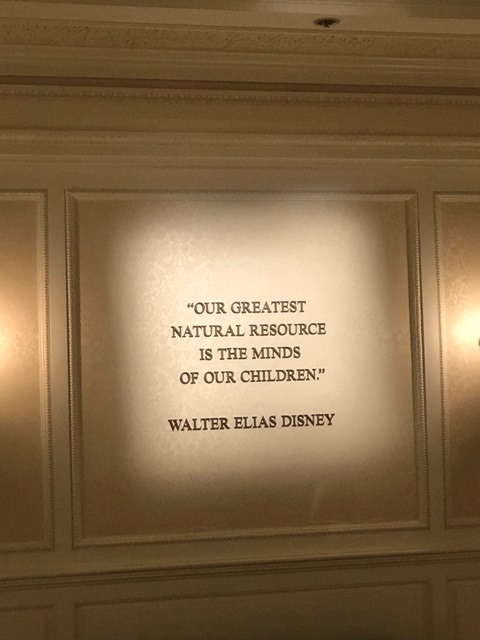 “OUR GREATEST
NATURAL RESOURCE
IS THE MINDS
OF OUR CHILDREN.”
WALTER ELIAS DISNEY